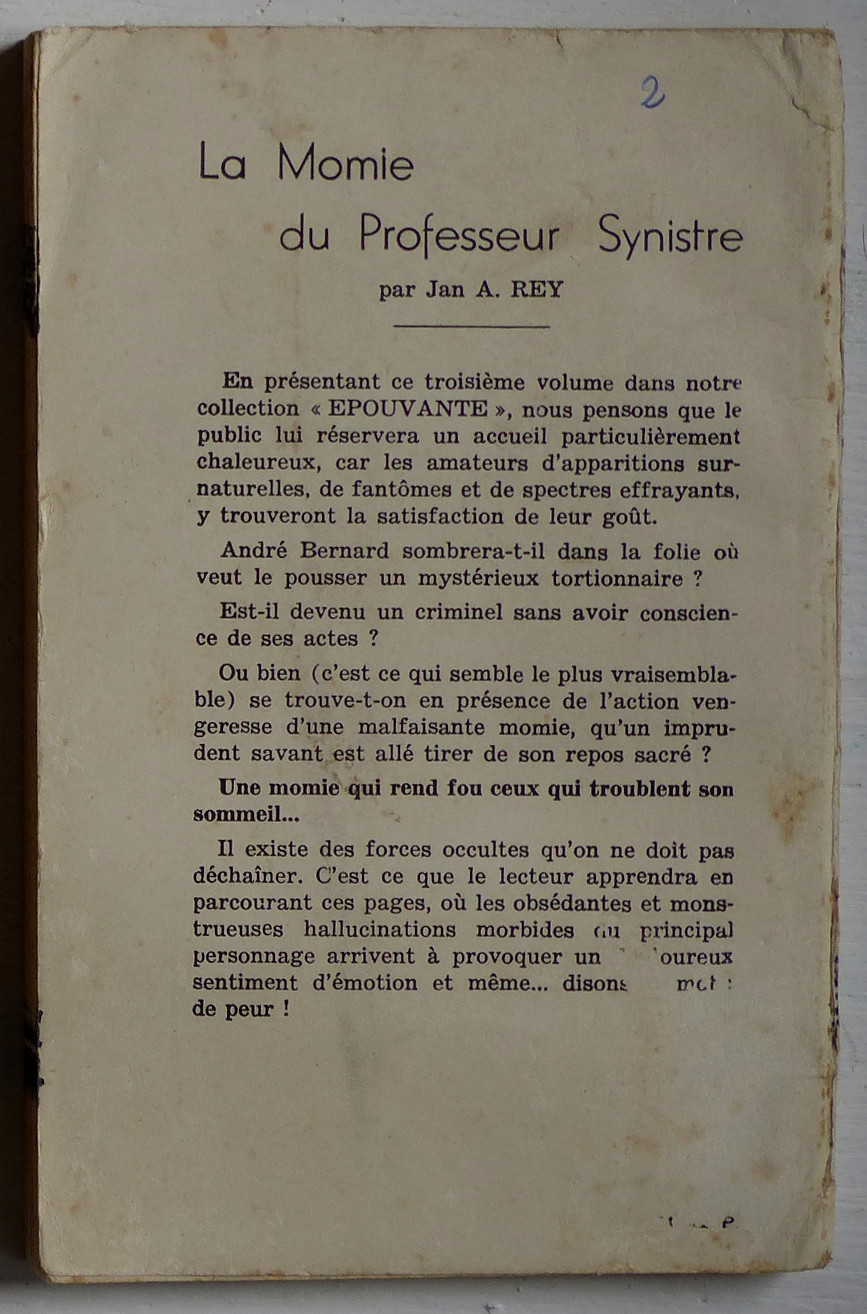 2
La Momie
du Professeur Synistre
par Jan A. REY
En présentant ce troisième volume dans notre
collection « EPOUVANTE », nous pensons que le
public lui réservera un accueil particulièrement
chaleureux, car les amateurs d'apparitions sur-
naturelles, de fantômes et de spectres effrayants,
y trouveront la satisfaction de leur goût.
André Bernard sombrera-t-il dans la folie où
veut le pousser un mystérieux tortionnaire ?
Est-il devenu un criminel sans avoir conscien-
ce de ses actes ?
Ou bien (c'est ce qui semble le plus vraisembla-
ble) se trouve-t-on en présence de l'action ven-
geresse d'une malfaisante momie, qu'un impru-
dent savant est allé tirer de son repos sacré ?
Une momie qui rend fou ceux qui troublent son
sommeil...
Il existe des forces occultes qu'on ne doit pas
déchaîner. C'est ce que le lecteur apprendra en
parcourant ces pages, où les obsédantes et mons-
trueuses hallucinations morbides du principal
personnage arrivent à provoquer un
sentiment d'émotion et même... disons
de peur !